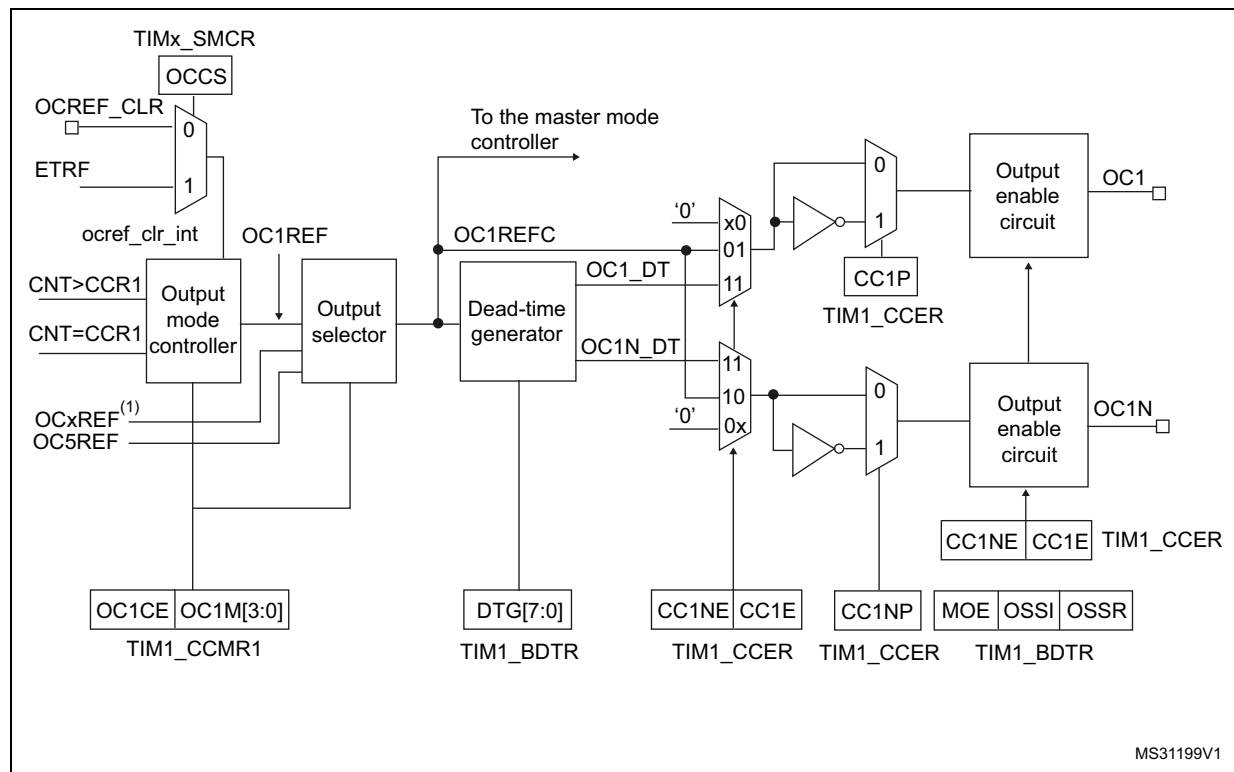 TIMx_SMCR
OCCS
OCREF_CLR
0
ETRF
1
ocref_clr_int
OC1REF
CNT>CCR1
CNT=CCR1
Output
mode
controller
Output
selector
OCxREF(1)
OC5REF
OC1CE OC1M[3:0]
TIM1_CCMR1
To the master mode
controller
OC1REFC
Dead-time
generator
OC1_DT
OC1N_DT
DTG[7:0]
TIM1_BDTR
‘0’
x0
01
11
11
10
‘0’
0x
CC1NE CC1E
TIM1_CCER
0
1
CC1P
TIM1_CCER
0
1
CC1NP
TIM1_CCER
Output
enable
circuit
OC1
Output
enable
circuit
OC1N
CC1NE CC1E TIM1_CCER
MOE OSSI OSSR
TIM1_BDTR
MS31199V1